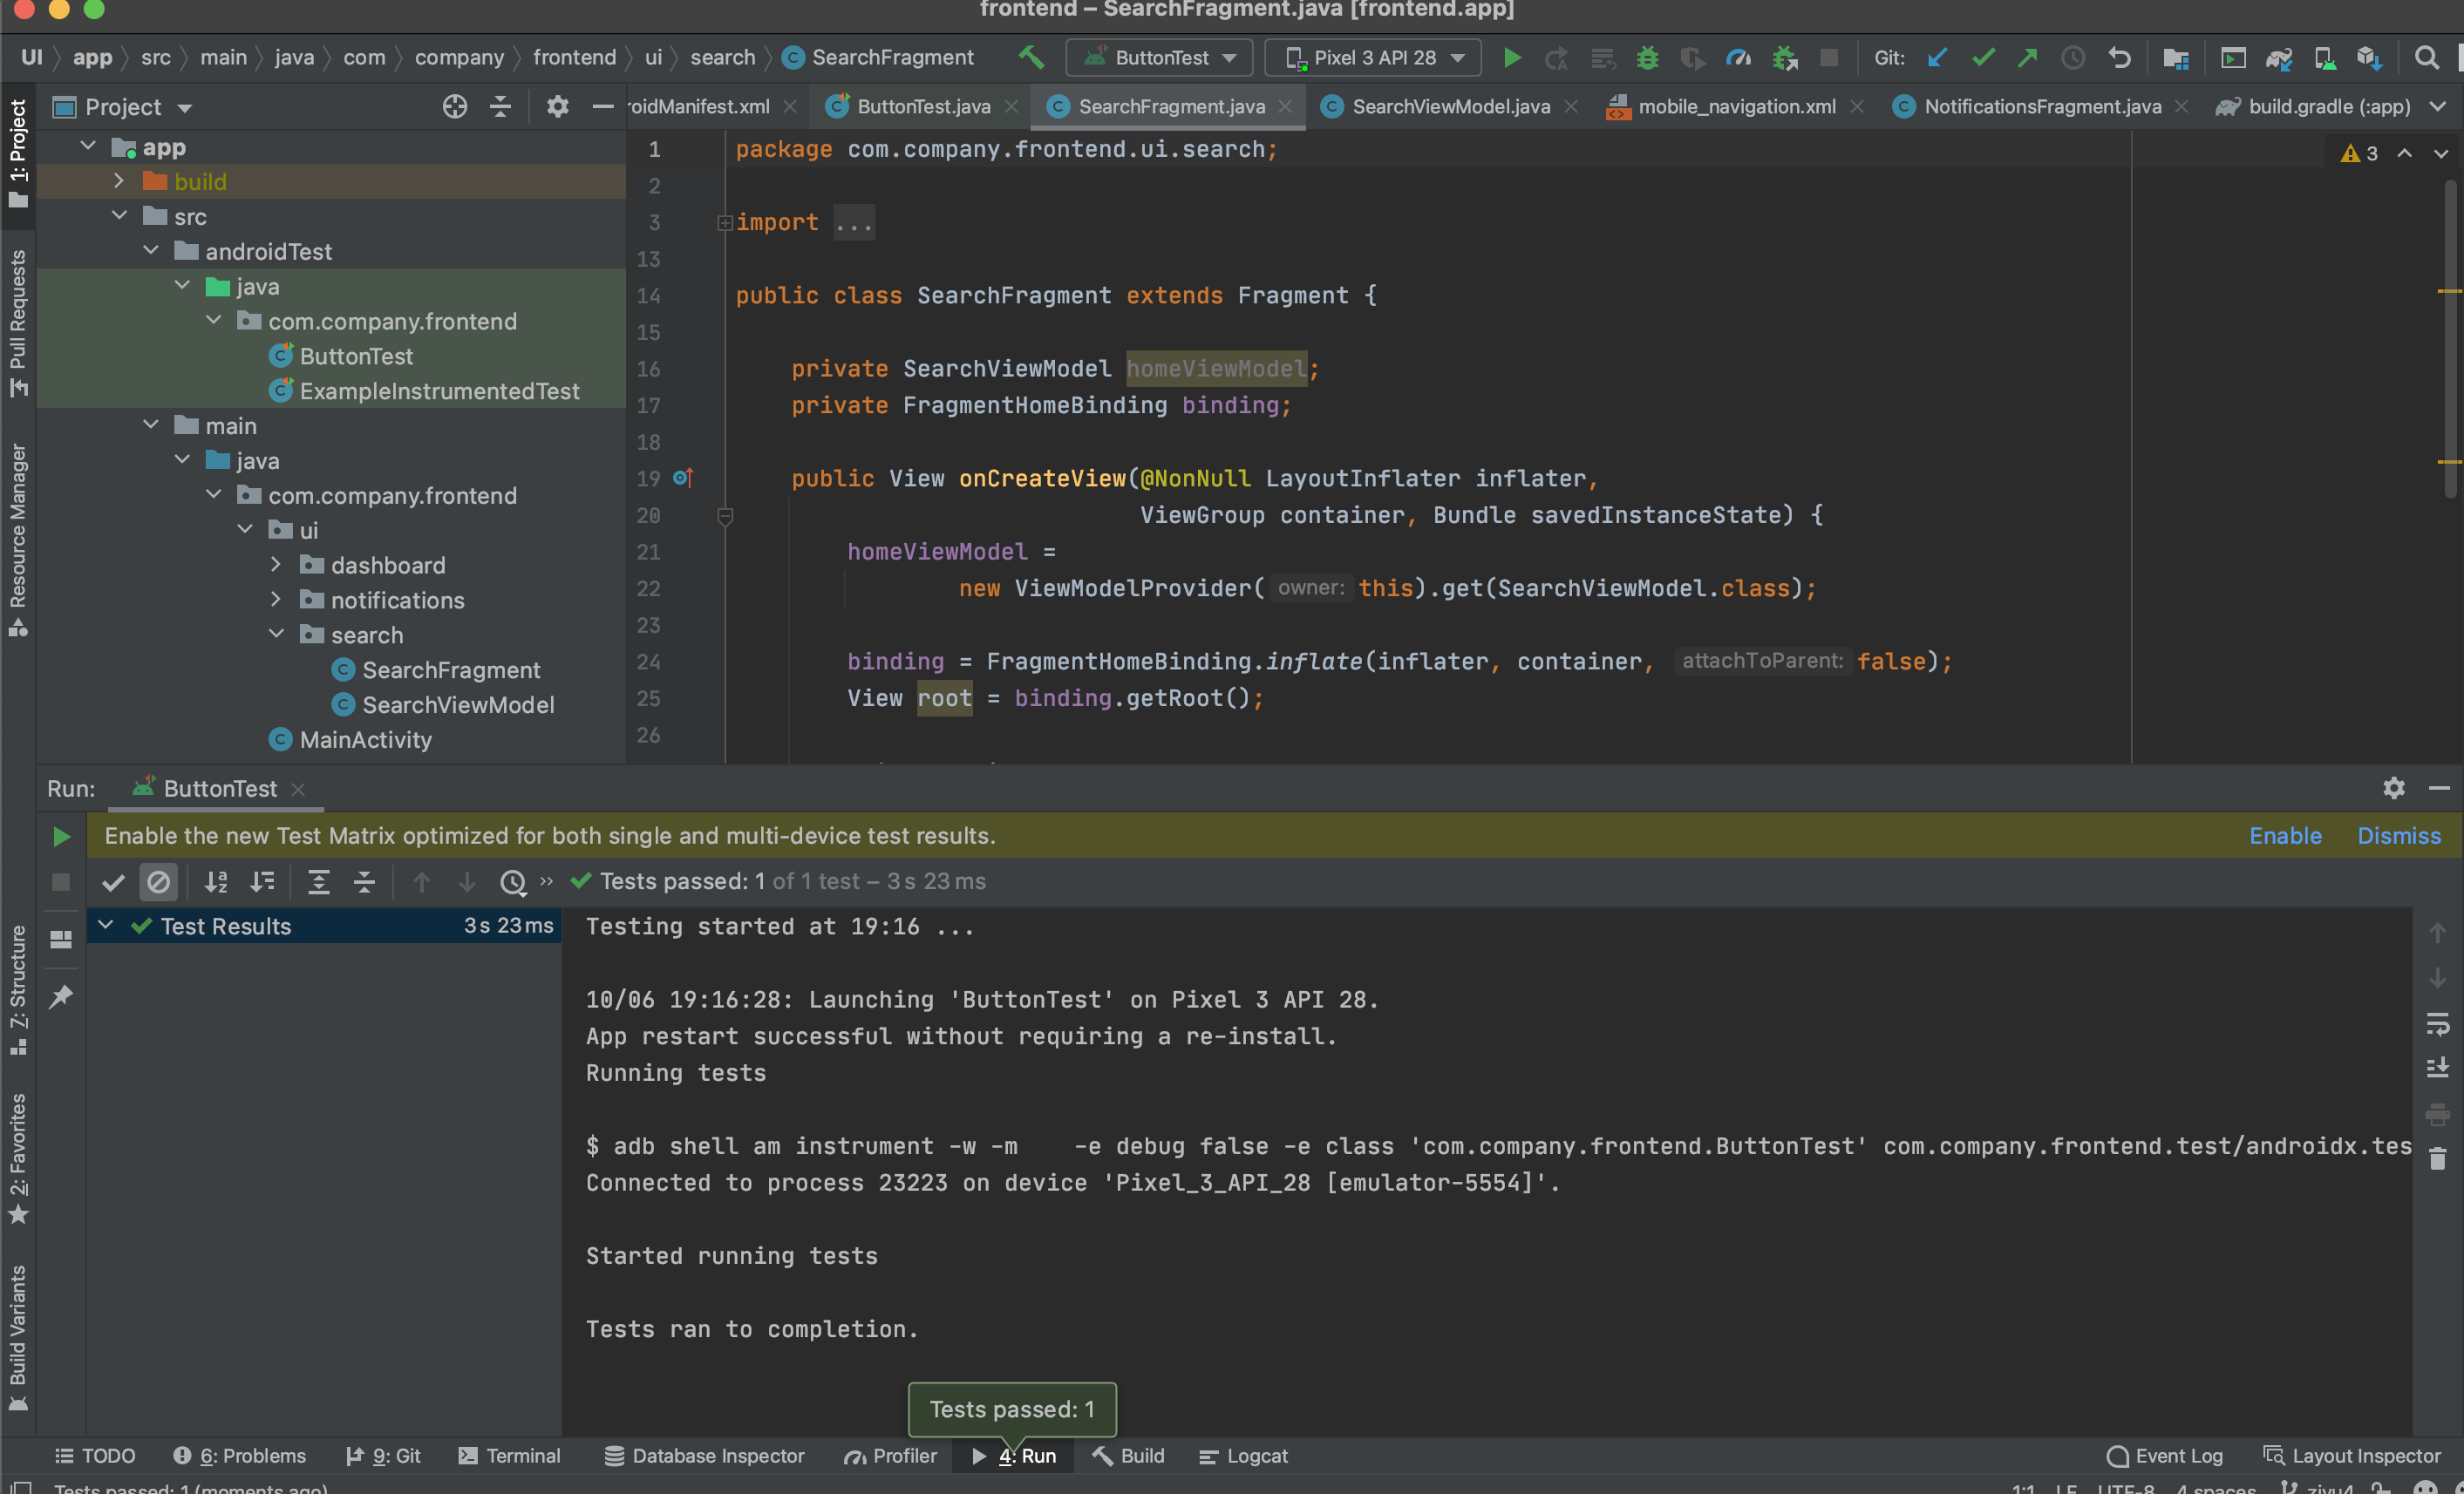 frontend – SearchFragment.java [frontend.app]
UI app src main java com company frontend ui search SearchFragment ButtonTest Pixel 3 API 28 Git:
Project
roidManifest.xml ButtonTest.java SearchFragment.java SearchViewModel.java mobile_navigation.xml NotificationsFragment.java build.gradle (:app)
1: Project
Pull Requests
Resource Manager
Z: Structure
2: Favorites
Build Variants
app
build
src
androidTest
java
com.company.frontend
ButtonTest
ExampleInstrumentedTest
main
java
com.company.frontend
ui
dashboard
notifications
search
SearchFragment
SearchViewModel
MainActivity
3
1 package com.company.frontend.ui.search;
2
3 import ...
13
14 public class SearchFragment extends Fragment {
15
16 private SearchViewModel homeViewModel;
17 private FragmentHomeBinding binding;
18
19 public View onCreateView(@NonNull LayoutInflater inflater,
20 ViewGroup container, Bundle savedInstanceState) {
21 homeViewModel =
22 new ViewModelProvider( owner: this).get(SearchViewModel.class);
23
24 binding = FragmentHomeBinding.inflate(inflater, container, attachToParent: false);
25 View root = binding.getRoot();
26
Run: ButtonTest
Enable the new Test Matrix optimized for both single and multi-device test results. Enable Dismiss
Tests passed: 1 of 1 test – 3 s 23 ms
Test Results 3 s 23 ms
Testing started at 19:16 ...
10/06 19:16:28: Launching 'ButtonTest' on Pixel 3 API 28.
App restart successful without requiring a re-install.
Running tests
$ adb shell am instrument -w -m -e debug false -e class 'com.company.frontend.ButtonTest' com.company.frontend.test/androidx.tes
Connected to process 23223 on device 'Pixel_3_API_28 [emulator-5554]'.
Started running tests
Tests ran to completion.
Tests passed: 1
TODO 6: Problems 9: Git Terminal Database Inspector Profiler 4: Run Build Logcat Event Log Layout Inspector
Tests passed: 1 (moments ago) 1:1 LF UTF-8 4 spaces ziyu4